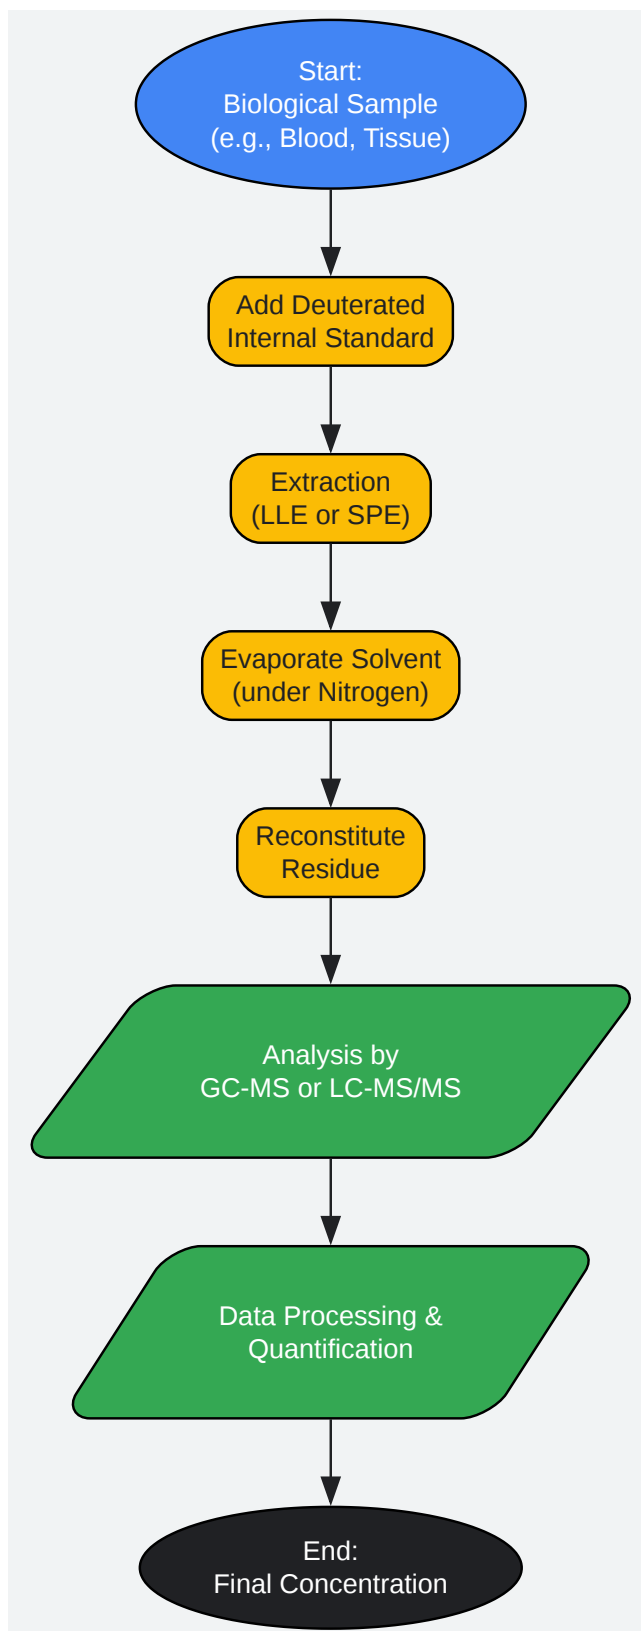 Start:
Biological Sample
(e.g., Blood, Tissue)
Add Deuterated
Internal Standard
Extraction
(LLE or SPE)
Evaporate Solvent
(under Nitrogen)
Reconstitute
Residue
Analysis by
GC-MS or LC-MS/MS
Data Processing &
Quantification
End:
Final Concentration